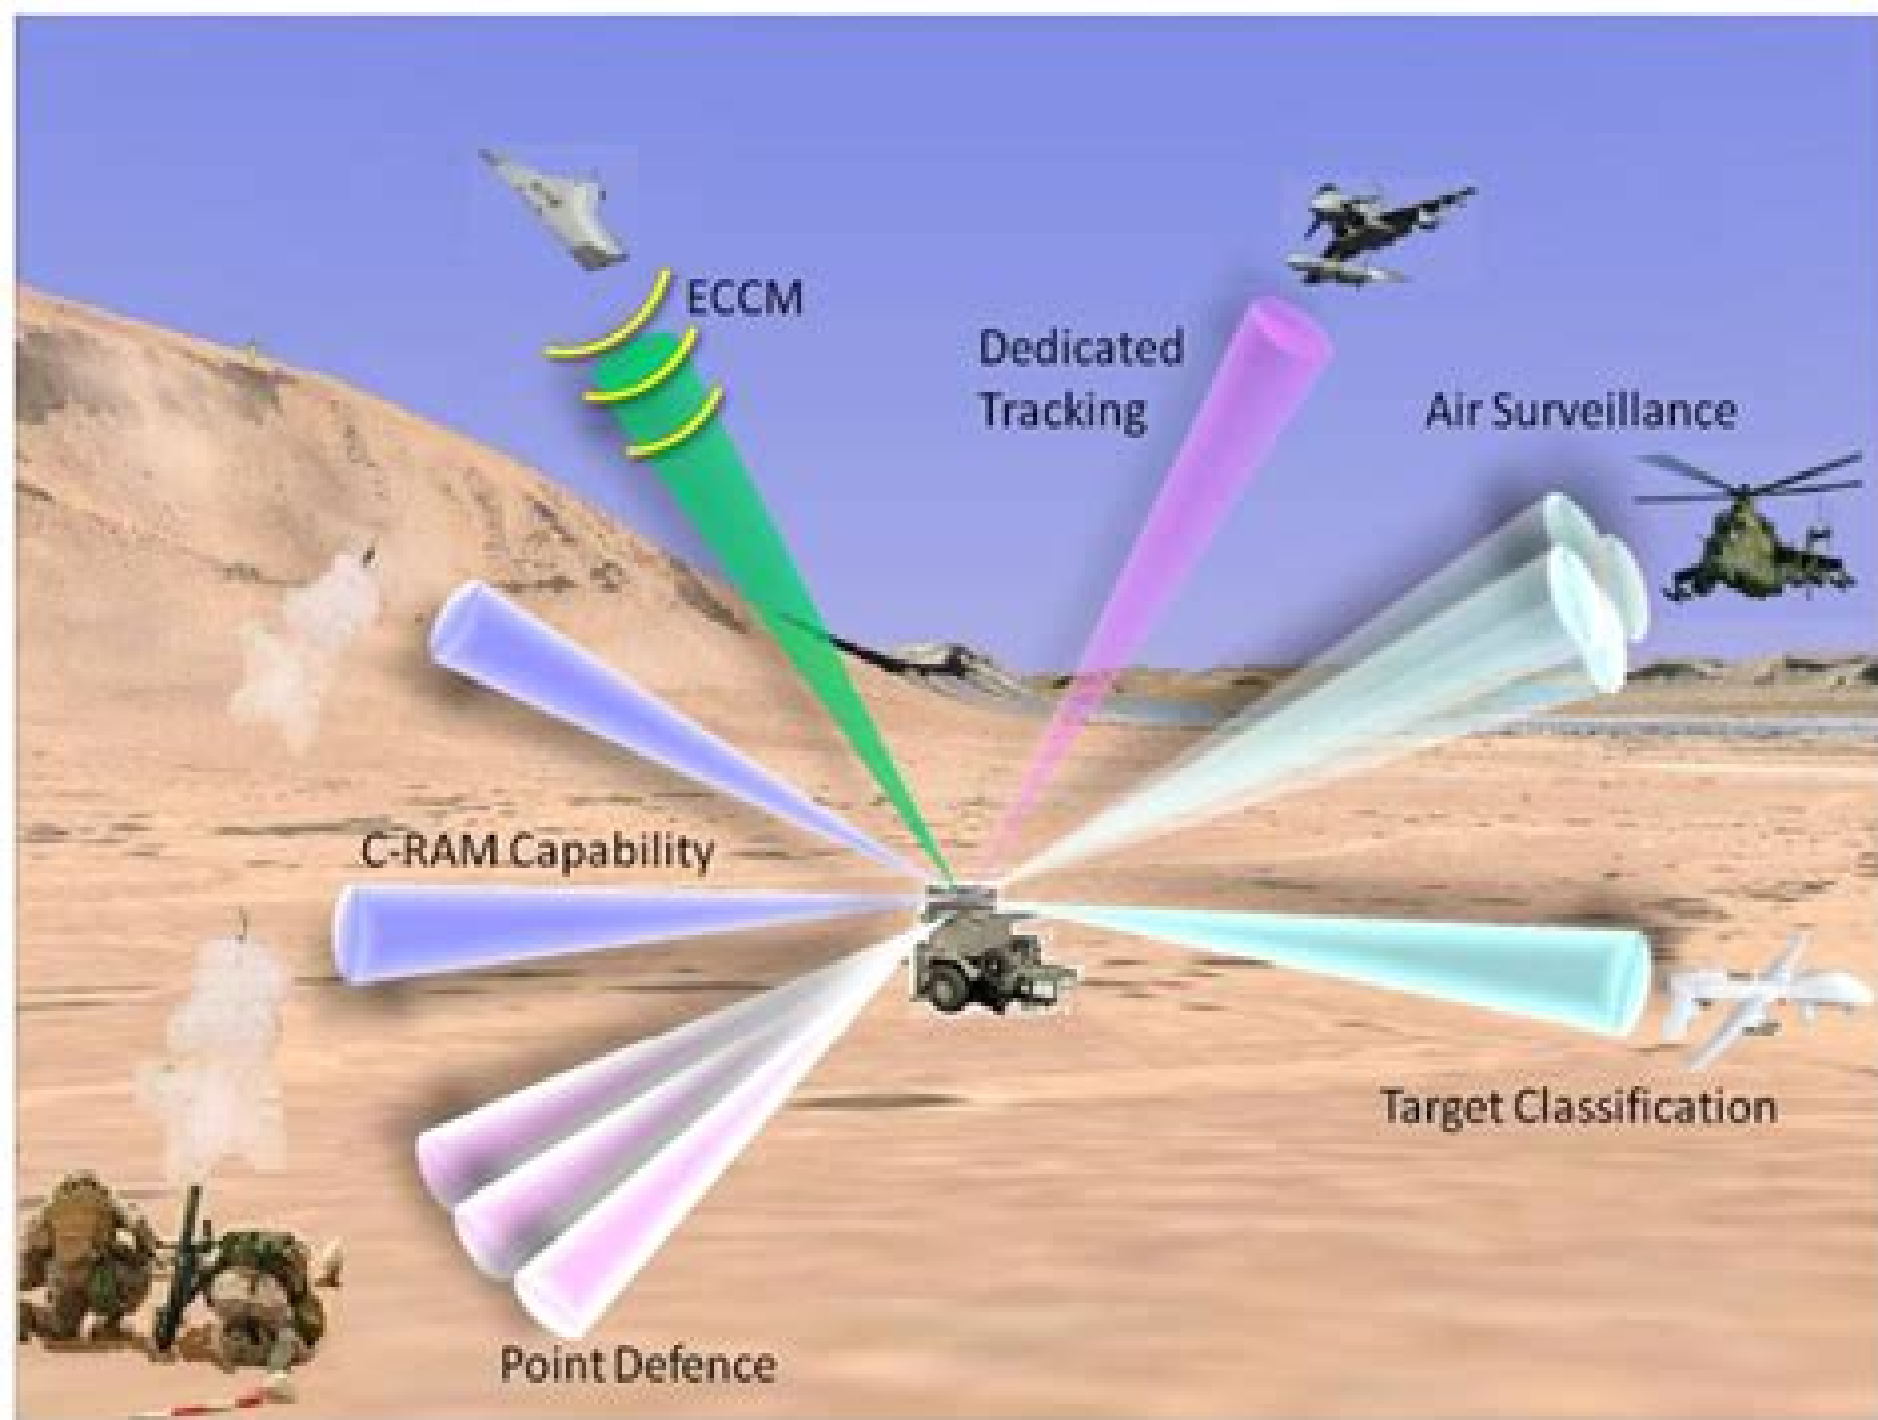 ECCM
Dedicated
Tracking
Air Surveillance
C-RAM Capability
Target Classification
Point Defence